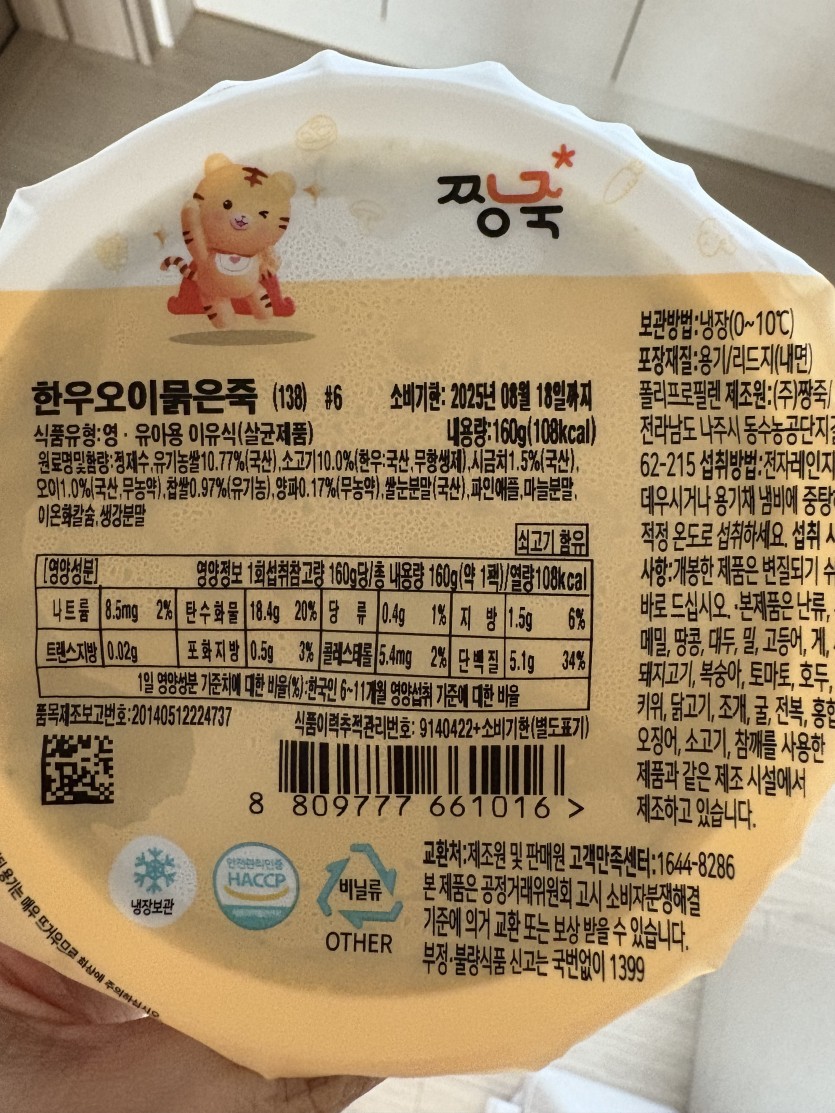 짱죽
한우오이묽은죽 (138) #6
소비기한: 2025년 08월 18일까지
식품유형:영·유아용 이유식(살균제품)
내용량:160g(108kcal)
원료명및함량:정제수,유기농쌀10.77%(국산),소고기10.0%(한우:국산,무항생제),시금치1.5%(국산),
오이1.0%(국산,무농약),찹쌀0.97%(유기농),양파0.17%(무농약),쌀눈분말(국산),파인애플,마늘분말,
이온화칼슘,생강분말
쇠고기 함유
[영양성분] 영양정보 1회섭취참고량 160g당/총 내용량 160g(약 1팩)/열량108kcal
나트륨 8.5mg 2% 탄수화물 18.4g 20% 당 류 0.4g 1% 지 방 1.5g 6%
트랜스지방 0.02g 포화지방 0.5g 3% 콜레스테롤 5.4mg 2% 단백질 5.1g 34%
1일 영양성분 기준치에 대한 비율(%):한국인 6~11개월 영양섭취 기준에 대한 비율
품목제조보고번호:20140512224737
식품이력추적관리번호: 9140422+소비기한(별도표기)
8 809777 661016 >
보관방법:냉장(0~10℃)
포장재질:용기/리드지(내면)
폴리프로필렌 제조원:(주)짱죽/
전라남도 나주시 동수농공단지길
62-215 섭취방법:전자레인지
데우시거나 용기채 냄비에 중탕
적정 온도로 섭취하세요. 섭취 시
사항:개봉한 제품은 변질되기 수
바로 드십시오. ·본제품은 난류,
메밀, 땅콩, 대두, 밀, 고등어, 게,
돼지고기, 복숭아, 토마토, 호두,
키위, 닭고기, 조개, 굴, 전복, 홍합
오징어, 소고기, 참깨를 사용한
제품과 같은 제조 시설에서
제조하고 있습니다.
냉장보관
안전관리인증
HACCP
비닐류
OTHER
교환처:제조원 및 판매원 고객만족센터:1644-8286
본 제품은 공정거래위원회 고시 소비자분쟁해결
기준에 의거 교환 또는 보상 받을 수 있습니다.
부정·불량식품 신고는 국번없이 1399
용기는 매우 뜨거우므로 화상에 주의하십시오